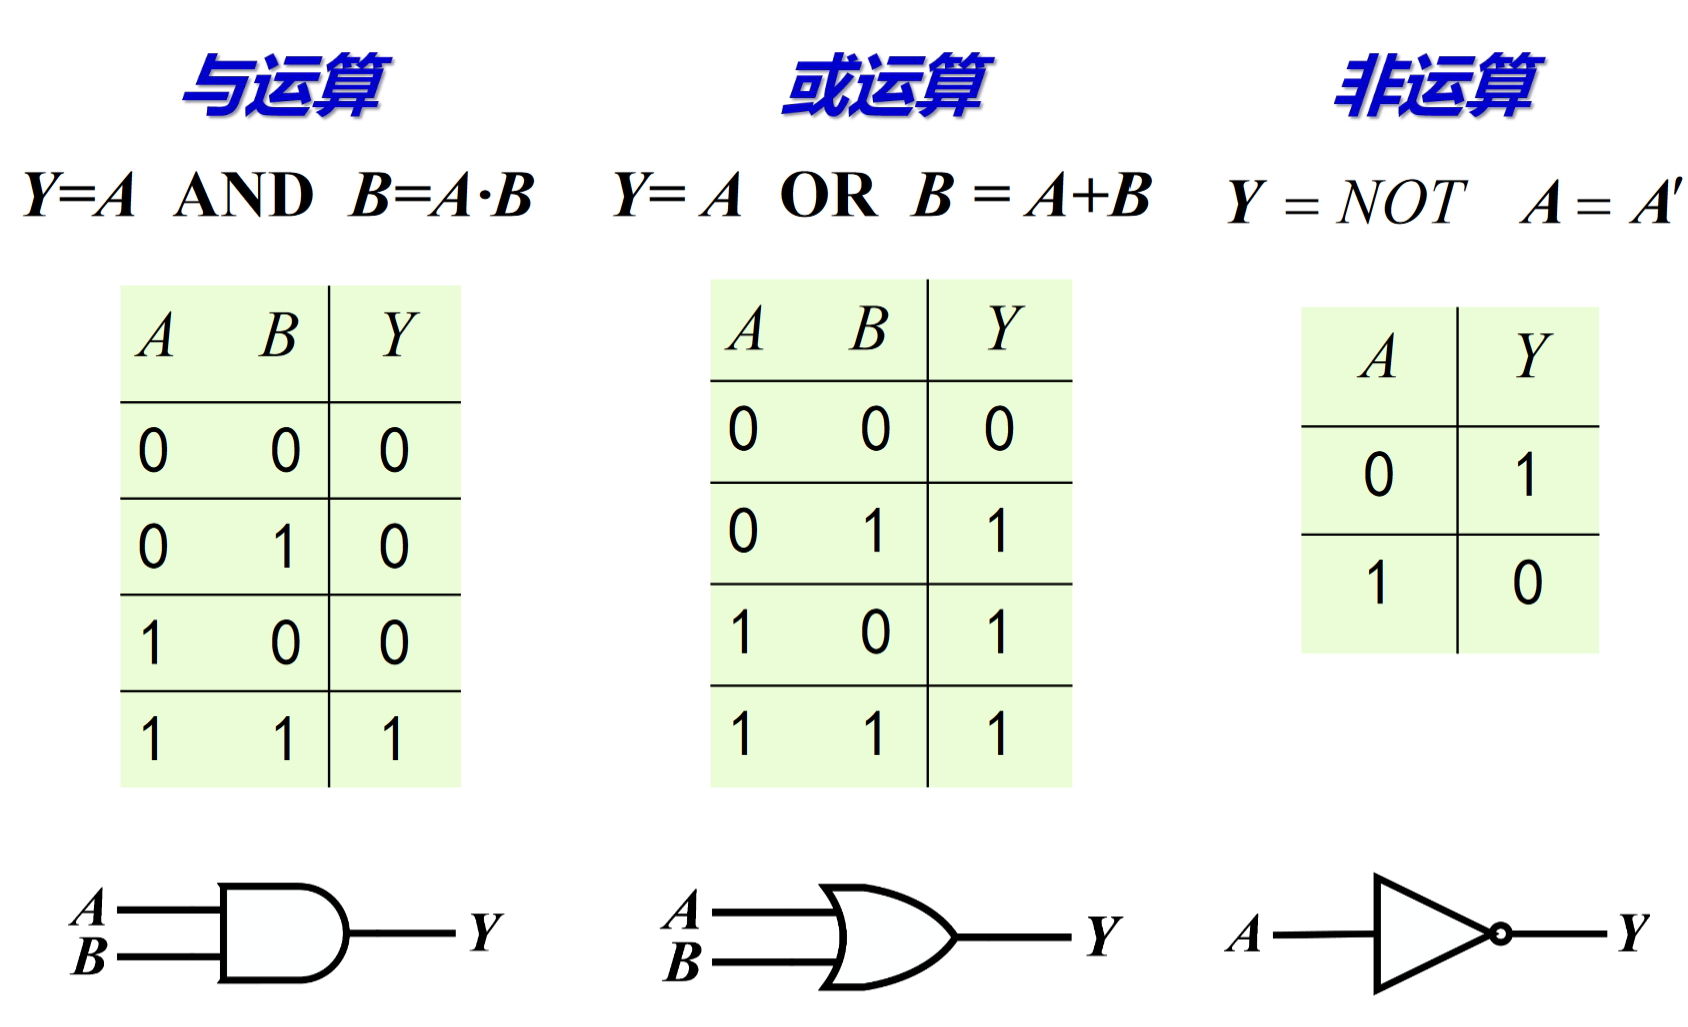 与运算
Y=A AND B=A·B
A B Y
0 0 0
0 1 0
1 0 0
1 1 1
A
B
Y
或运算
Y= A OR B = A+B
A B Y
0 0 0
0 1 1
1 0 1
1 1 1
A
B
Y
非运算
Y = NOT A = A′
A Y
0 1
1 0
A
Y